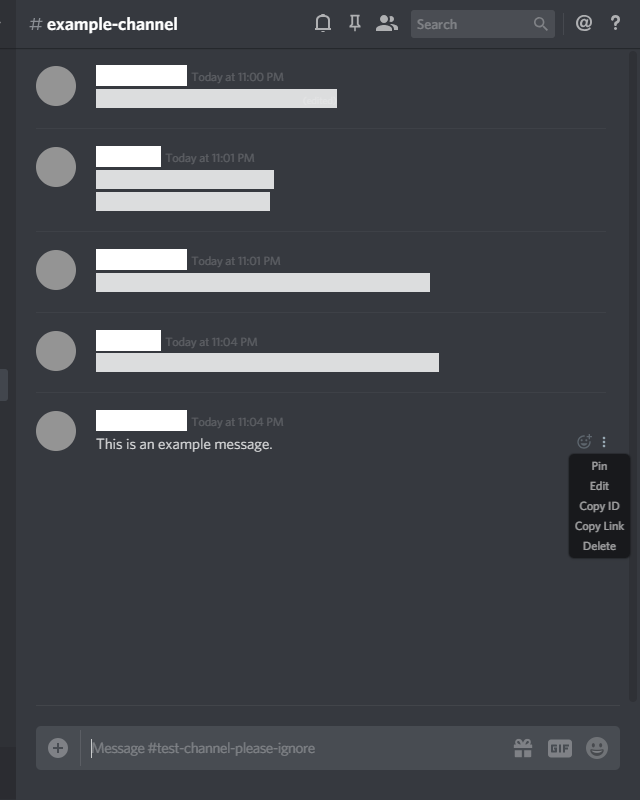 # example-channel
Search
@ ?
Today at 11:00 PM
Today at 11:01 PM
Today at 11:01 PM
Today at 11:04 PM
Today at 11:04 PM
This is an example message.
Pin
Edit
Copy ID
Copy Link
Delete
Message #test-channel-please-ignore
GIF